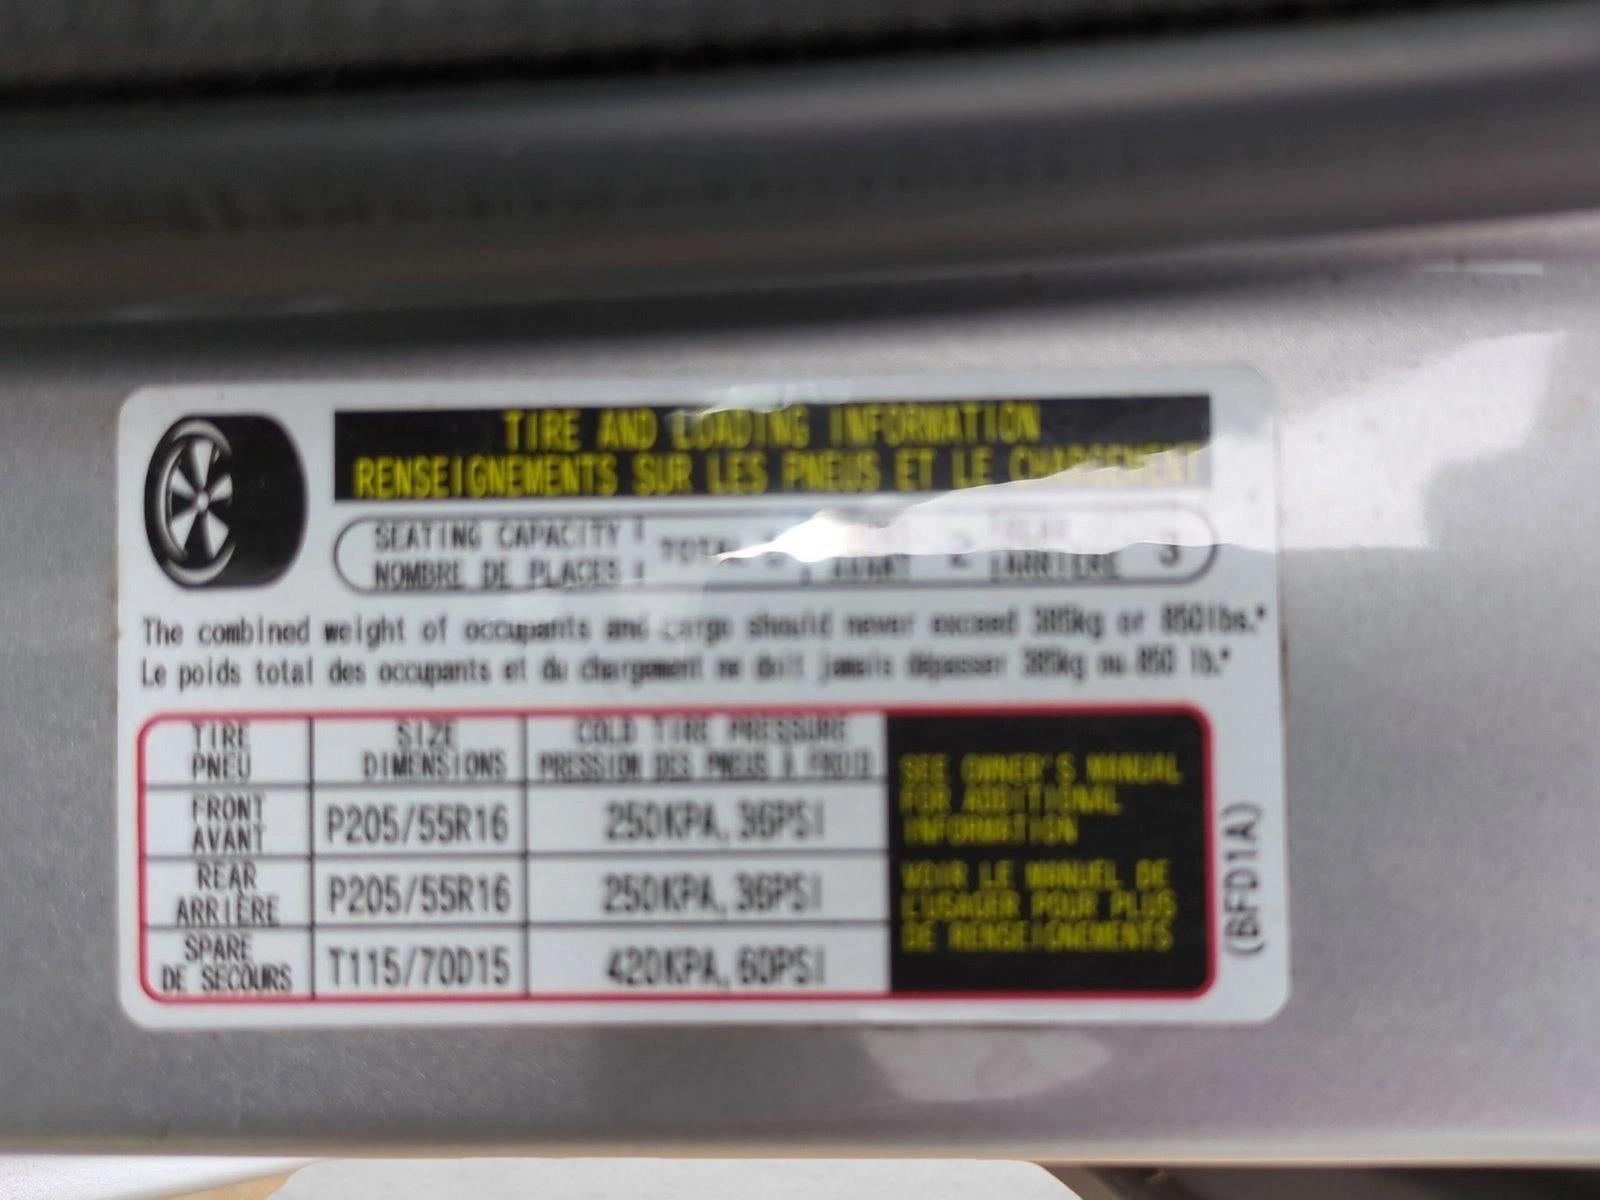 TIRE AND LOADING INFORMATION
RENSEIGNEMENTS SUR LES PNEUS ET LE CHARGEMENT
SEATING CAPACITY
NOMBRE DE PLACES
TOTAL
AVANT 2
ARRIÈRE 3
The combined weight of occupants and cargo should never exceed 385kg or 850lbs.*
Le poids total des occupants et du chargement ne doit jamais dépasser 385kg ou 850 lb.*
TIRE
PNEU
SIZE
DIMENSIONS
COLD TIRE PRESSURE
PRESSION DES PNEUS À FROID
FRONT
AVANT
P205/55R16
250KPA, 36PSI
REAR
ARRIÈRE
P205/55R16
250KPA, 36PSI
SPARE
DE SECOURS
T115/70D15
420KPA, 60PSI
SEE OWNER'S MANUAL
FOR ADDITIONAL
INFORMATION
VOIR LE MANUEL DE
L'USAGER POUR PLUS
DE RENSEIGNEMENTS
(BFD1A)